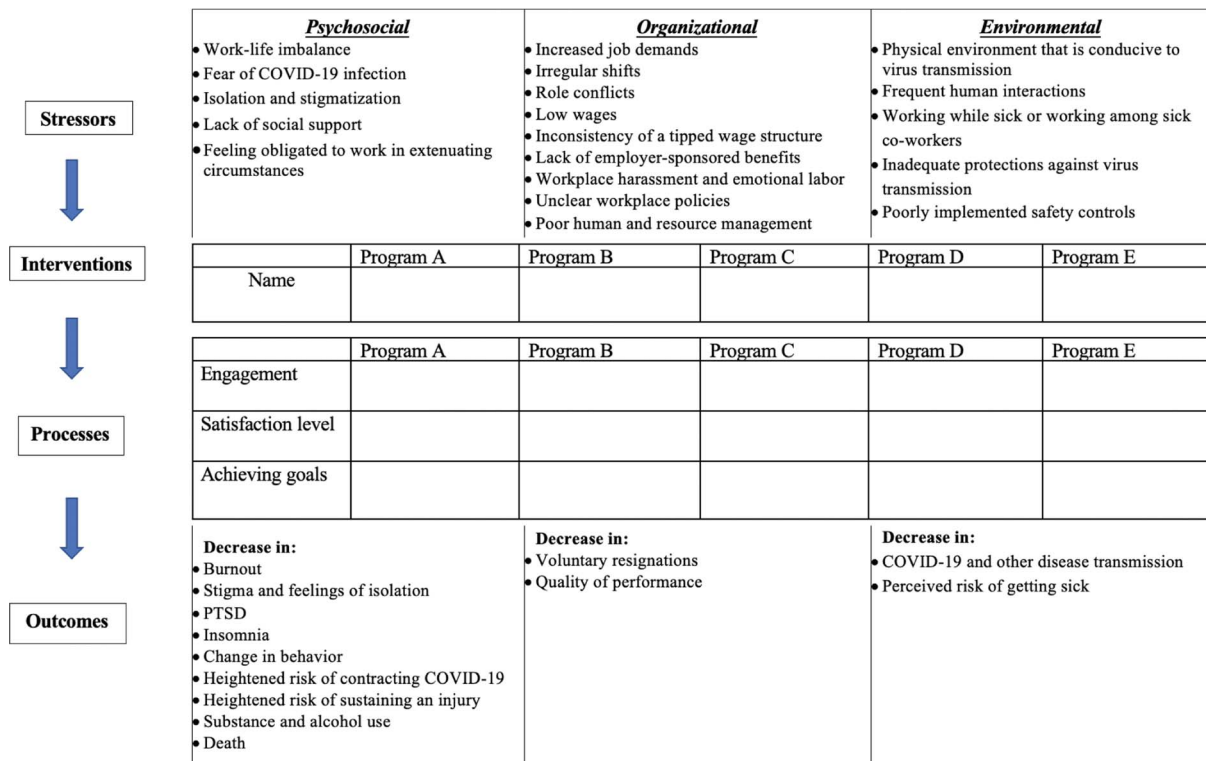 Stressors
Interventions
Processes
Outcomes
Psychosocial
• Work-life imbalance
• Fear of COVID-19 infection
• Isolation and stigmatization
• Lack of social support
• Feeling obligated to work in extenuating
circumstances
Organizational
• Increased job demands
• Irregular shifts
• Role conflicts
• Low wages
• Inconsistency of a tipped wage structure
• Lack of employer-sponsored benefits
• Workplace harassment and emotional labor
• Unclear workplace policies
• Poor human and resource management
Environmental
• Physical environment that is conducive to
virus transmission
• Frequent human interactions
• Working while sick or working among sick
co-workers
• Inadequate protections against virus
transmission
• Poorly implemented safety controls
Program A Program B Program C Program D Program E
Name
Program A Program B Program C Program D Program E
Engagement
Satisfaction level
Achieving goals
Decrease in:
• Burnout
• Stigma and feelings of isolation
• PTSD
• Insomnia
• Change in behavior
• Heightened risk of contracting COVID-19
• Heightened risk of sustaining an injury
• Substance and alcohol use
• Death
Decrease in:
• Voluntary resignations
• Quality of performance
Decrease in:
• COVID-19 and other disease transmission
• Perceived risk of getting sick